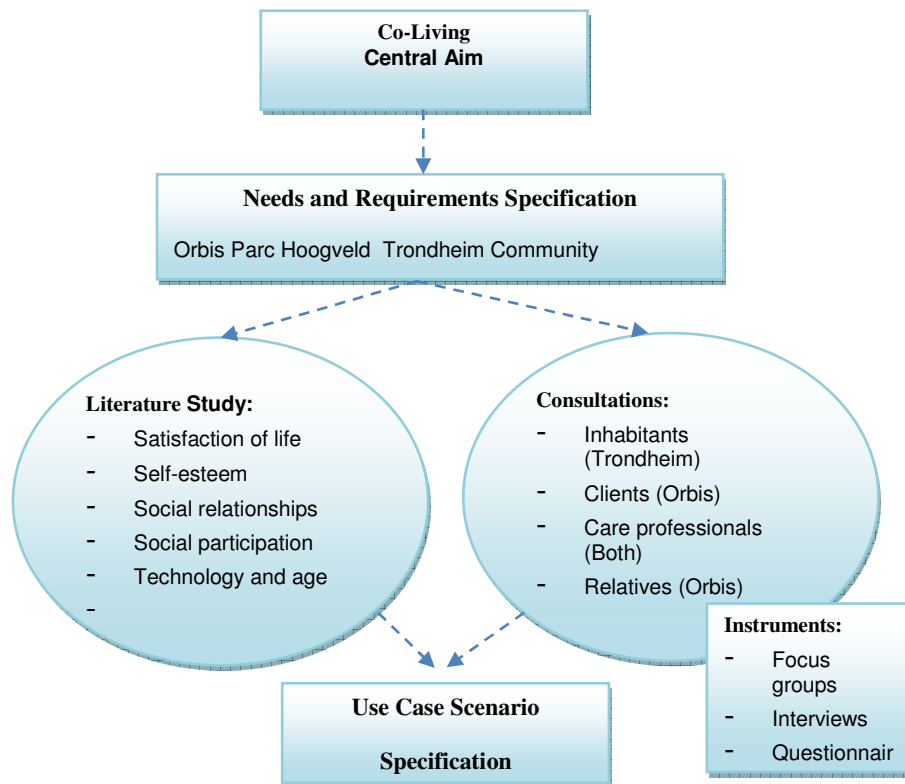 Co-Living
Central Aim
Needs and Requirements Specification
Orbis Parc Hoogveld Trondheim Community
Literature Study:
- Satisfaction of life
- Self-esteem
- Social relationships
- Social participation
- Technology and age
-
Consultations:
- Inhabitants
(Trondheim)
- Clients (Orbis)
- Care professionals
(Both)
- Relatives (Orbis)
Instruments:
- Focus
groups
- Interviews
- Questionnair
Use Case Scenario
Specification